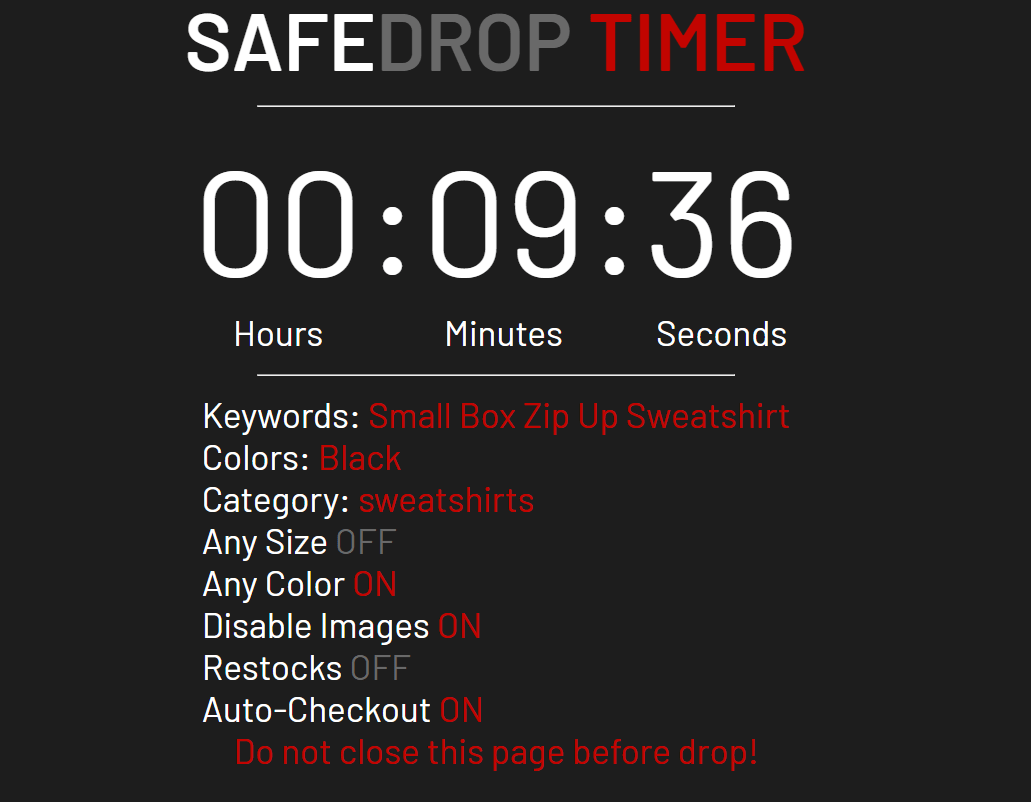 SAFEDROP TIMER
00:09:36
Hours Minutes Seconds
Keywords: Small Box Zip Up Sweatshirt
Colors: Black
Category: sweatshirts
Any Size OFF
Any Color ON
Disable Images ON
Restocks OFF
Auto-Checkout ON
Do not close this page before drop!